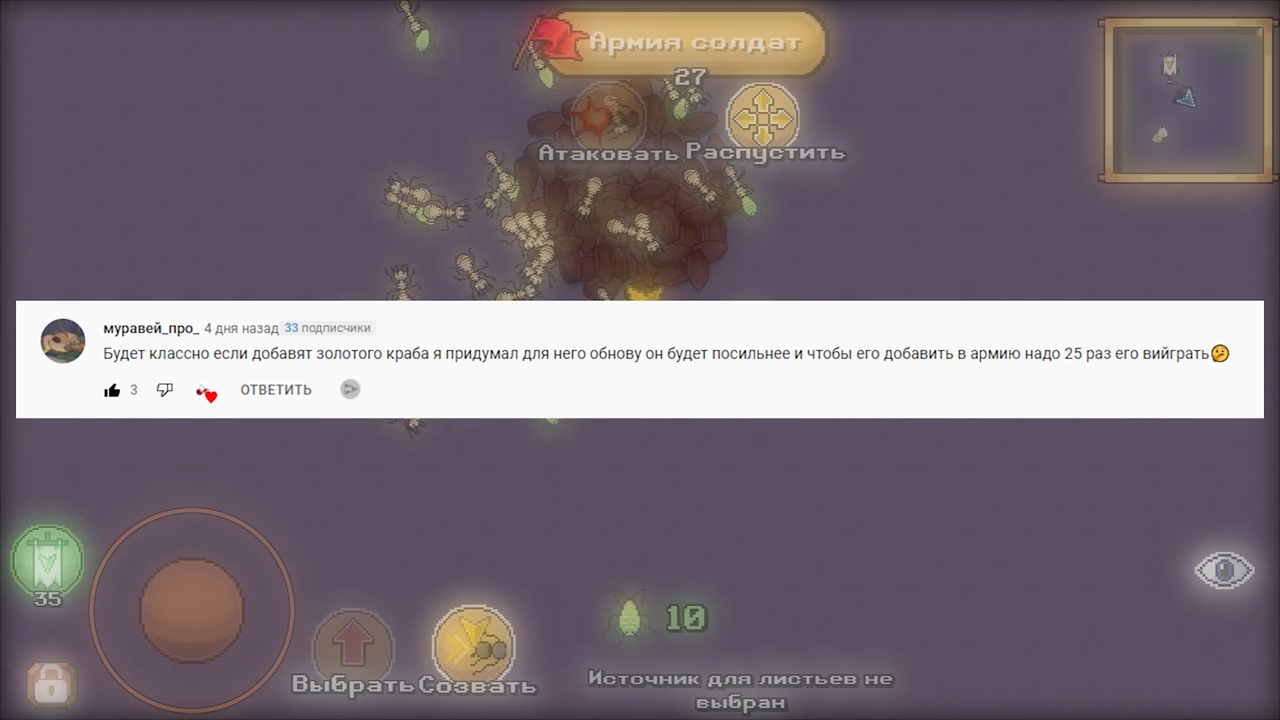 Армия солдат
27
Атаковать
Распустить
муравей_про_ 4 дня назад 33 подписчики
Будет классно если добавят золотого краба я придумал для него обнову он будет посильнее и чтобы его добавить в армию надо 25 раз его вийграть🤔
3 ОТВЕТИТЬ
35
Выбрать
Созвать
10
Источник для листьев не
выбран